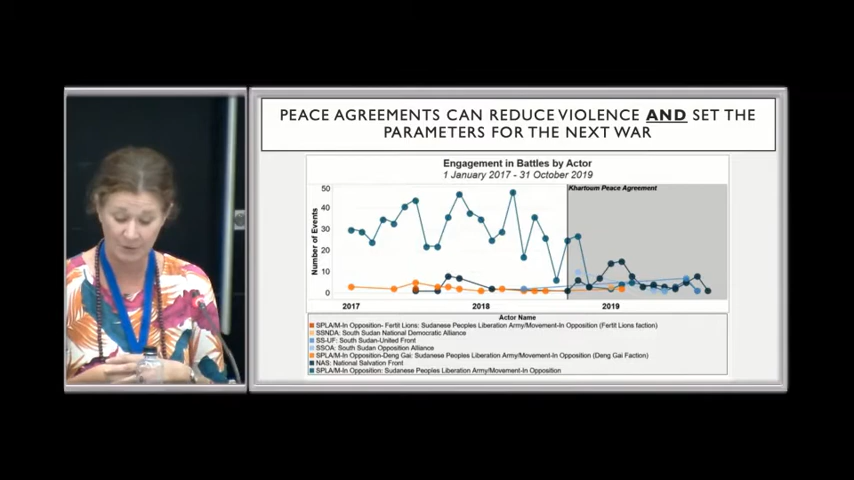 PEACE AGREEMENTS CAN REDUCE VIOLENCE AND SET THE
PARAMETERS FOR THE NEXT WAR
Engagement in Battles by Actor
1 January 2017 - 31 October 2019
Khartoum Peace Agreement
Number of Events
50
40
30
20
10
0
2017 2018 2019
Actor Name
SPLA/M-In Opposition- Fertit Lions: Sudanese Peoples Liberation Army/Movement-In Opposition (Fertit Lions faction)
SSNDA: South Sudan National Democratic Alliance
SS-UF: South Sudan-United Front
SSOA: South Sudan Opposition Alliance
SPLA/M-In Opposition-Deng Gai: Sudanese Peoples Liberation Army/Movement-In Opposition (Deng Gai Faction)
NAS: National Salvation Front
SPLA/M-In Opposition: Sudanese Peoples Liberation Army/Movement-In Opposition